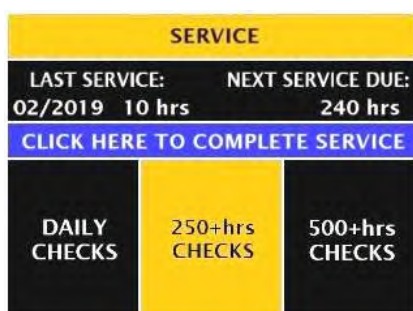 SERVICE
LAST SERVICE: NEXT SERVICE DUE:
02/2019 10 hrs 240 hrs
CLICK HERE TO COMPLETE SERVICE
DAILY CHECKS
250+hrs CHECKS
500+hrs CHECKS